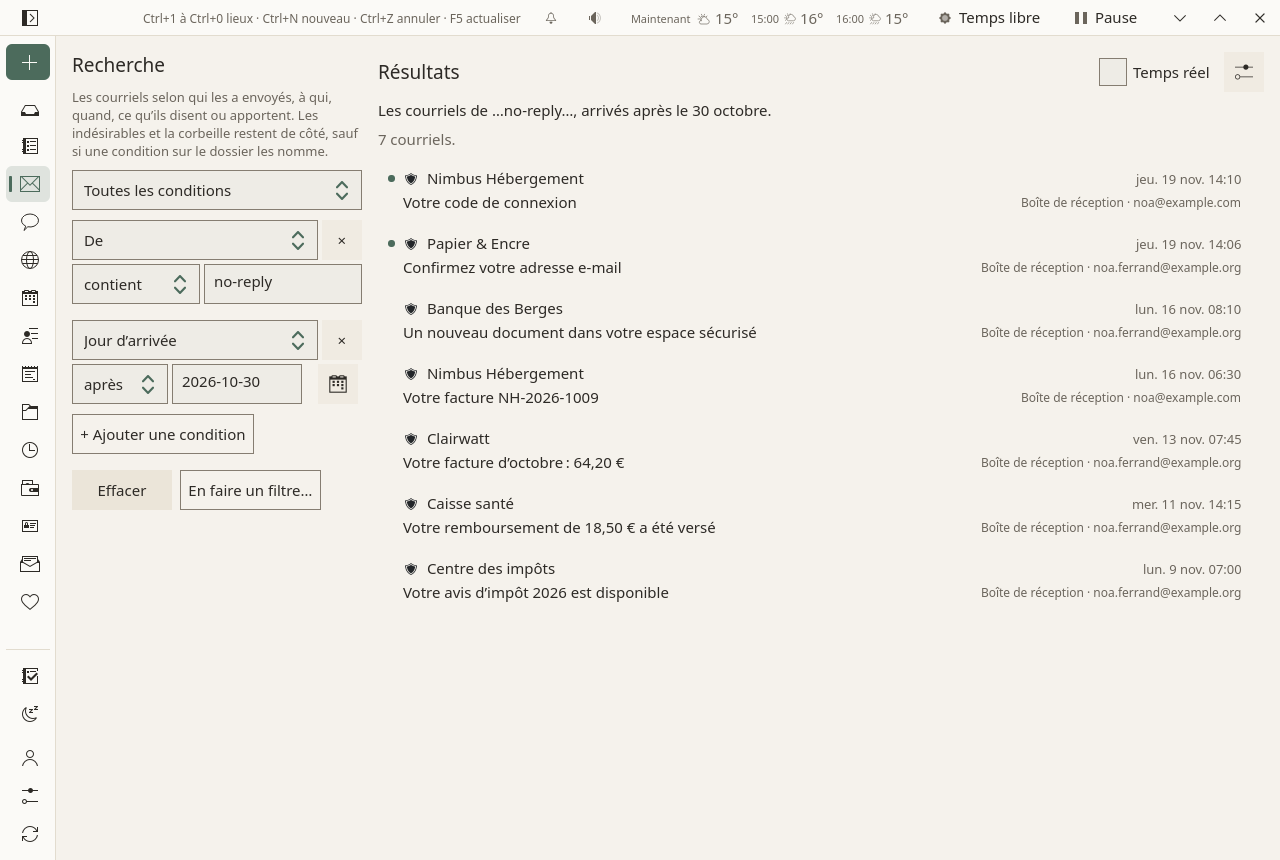 Ctrl+1 à Ctrl+0 lieux · Ctrl+N nouveau · Ctrl+Z annuler · F5 actualiser
Maintenant 15° 15:00 16° 16:00 15°
Temps libre
Pause
Recherche
Les courriels selon qui les a envoyés, à qui,
quand, ce qu’ils disent ou apportent. Les
indésirables et la corbeille restent de côté, sauf
si une condition sur le dossier les nomme.
Toutes les conditions
De ×
contient no-reply
Jour d’arrivée ×
après 2026-10-30
+ Ajouter une condition
Effacer En faire un filtre…
Résultats
Temps réel
Les courriels de …no-reply…, arrivés après le 30 octobre.
7 courriels.
Nimbus Hébergement jeu. 19 nov. 14:10
Votre code de connexion Boîte de réception · noa@example.com
Papier & Encre jeu. 19 nov. 14:06
Confirmez votre adresse e-mail Boîte de réception · noa.ferrand@example.org
Banque des Berges lun. 16 nov. 08:10
Un nouveau document dans votre espace sécurisé Boîte de réception · noa.ferrand@example.org
Nimbus Hébergement lun. 16 nov. 06:30
Votre facture NH-2026-1009 Boîte de réception · noa@example.com
Clairwatt ven. 13 nov. 07:45
Votre facture d’octobre : 64,20 € Boîte de réception · noa.ferrand@example.org
Caisse santé mer. 11 nov. 14:15
Votre remboursement de 18,50 € a été versé Boîte de réception · noa.ferrand@example.org
Centre des impôts lun. 9 nov. 07:00
Votre avis d’impôt 2026 est disponible Boîte de réception · noa.ferrand@example.org